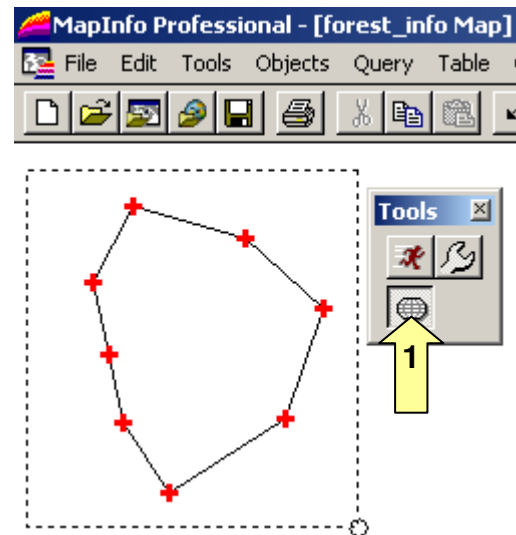 MapInfo Professional - [forest_info Map]
File Edit Tools Objects Query Table
Tools
1